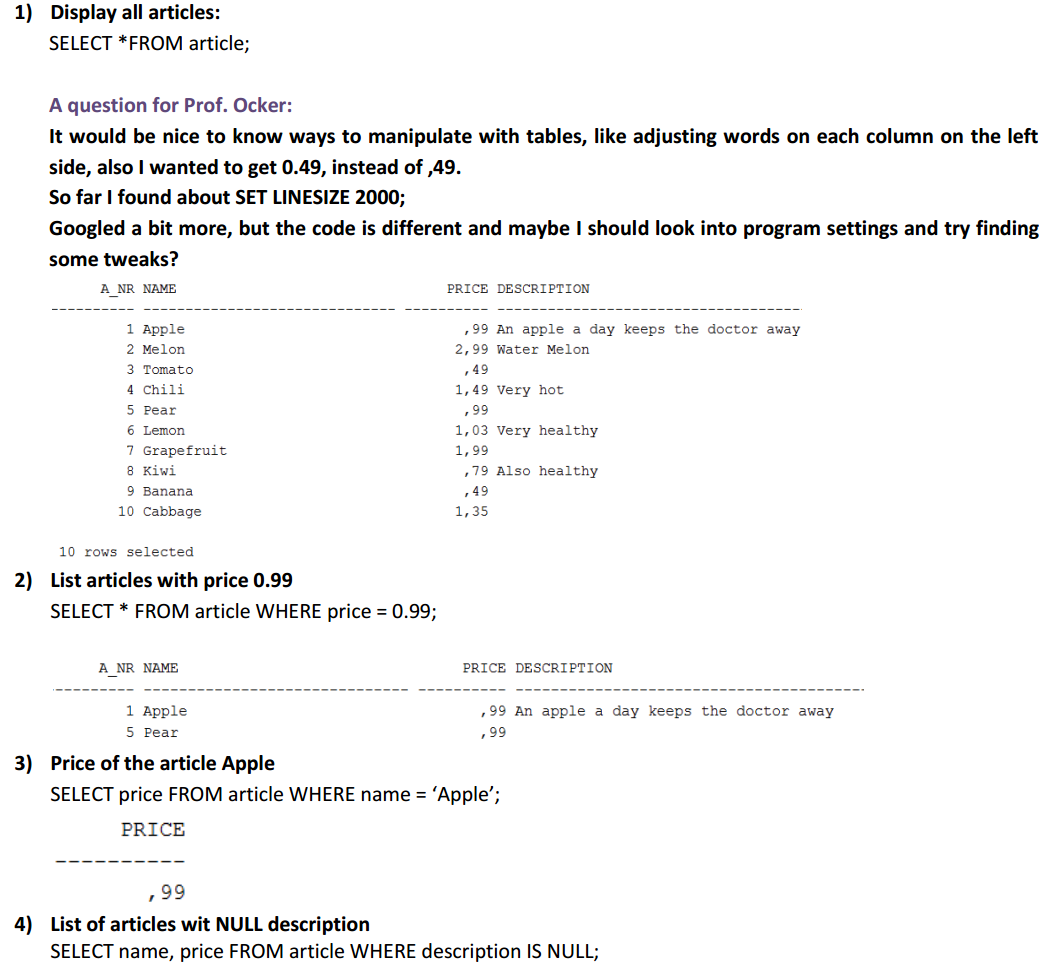 1) Display all articles:
SELECT *FROM article;
A question for Prof. Ocker:
It would be nice to know ways to manipulate with tables, like adjusting words on each column on the left
side, also I wanted to get 0.49, instead of ,49.
So far I found about SET LINESIZE 2000;
Googled a bit more, but the code is different and maybe I should look into program settings and try finding
some tweaks?
A_NR NAME PRICE DESCRIPTION
---------- ------------------------------ ---------- ------------------------------------
1 Apple ,99 An apple a day keeps the doctor away
2 Melon 2,99 Water Melon
3 Tomato ,49
4 Chili 1,49 Very hot
5 Pear ,99
6 Lemon 1,03 Very healthy
7 Grapefruit 1,99
8 Kiwi ,79 Also healthy
9 Banana ,49
10 Cabbage 1,35
10 rows selected
2) List articles with price 0.99
SELECT * FROM article WHERE price = 0.99;
A_NR NAME PRICE DESCRIPTION
---------- ------------------------------ ---------- ----------------------------------------
1 Apple ,99 An apple a day keeps the doctor away
5 Pear ,99
3) Price of the article Apple
SELECT price FROM article WHERE name = ‘Apple’;
PRICE
----------
,99
4) List of articles wit NULL description
SELECT name, price FROM article WHERE description IS NULL;